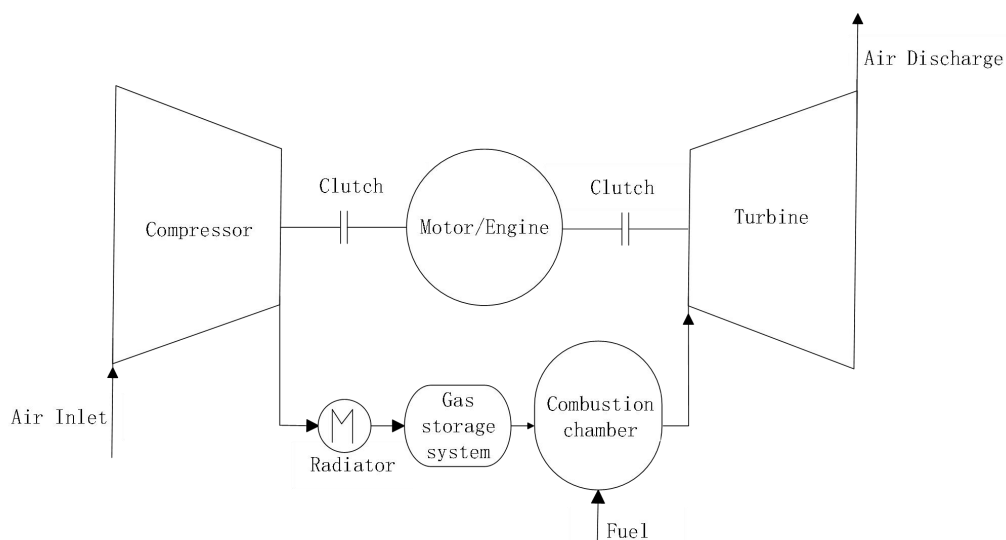 Air Discharge
Clutch
Clutch
Compressor
Motor/Engine
Turbine
Air Inlet
Radiator
Gas
storage
system
Combustion
chamber
Fuel